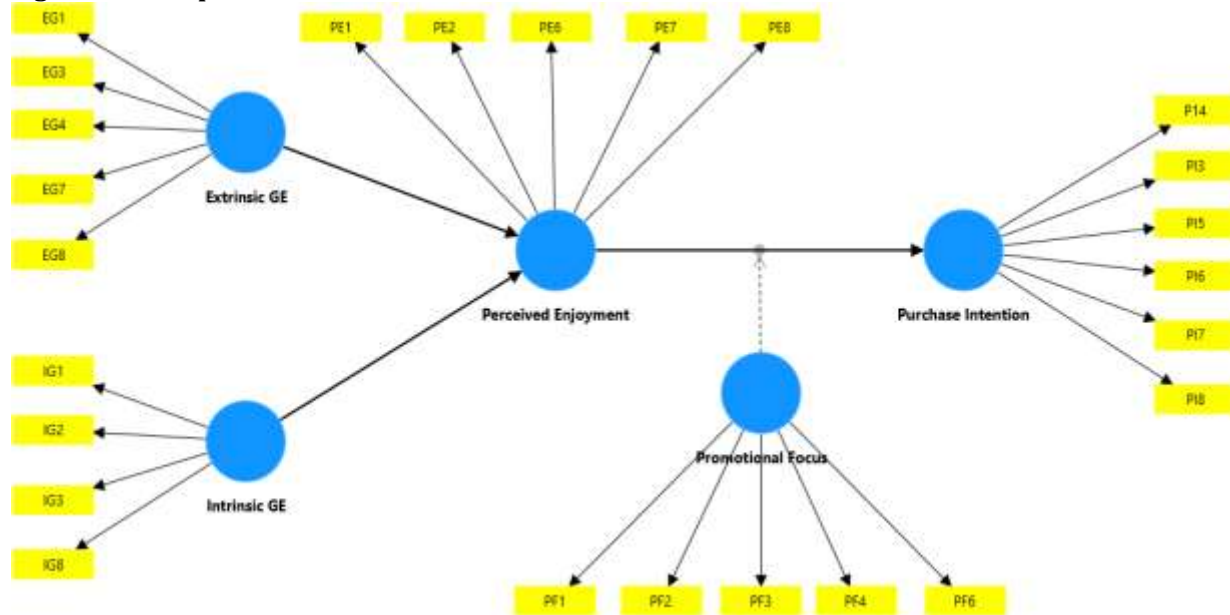 EG1
EG3
EG4
EG7
EG8
Extrinsic GE
PE1
PE2
PE6
PE7
PE8
Perceived Enjoyment
P14
PI3
PI5
PI6
PI7
PI8
Purchase Intention
IG1
IG2
IG3
IG8
Intrinsic GE
Promotional Focus
PF1
PF2
PF3
PF4
PF6